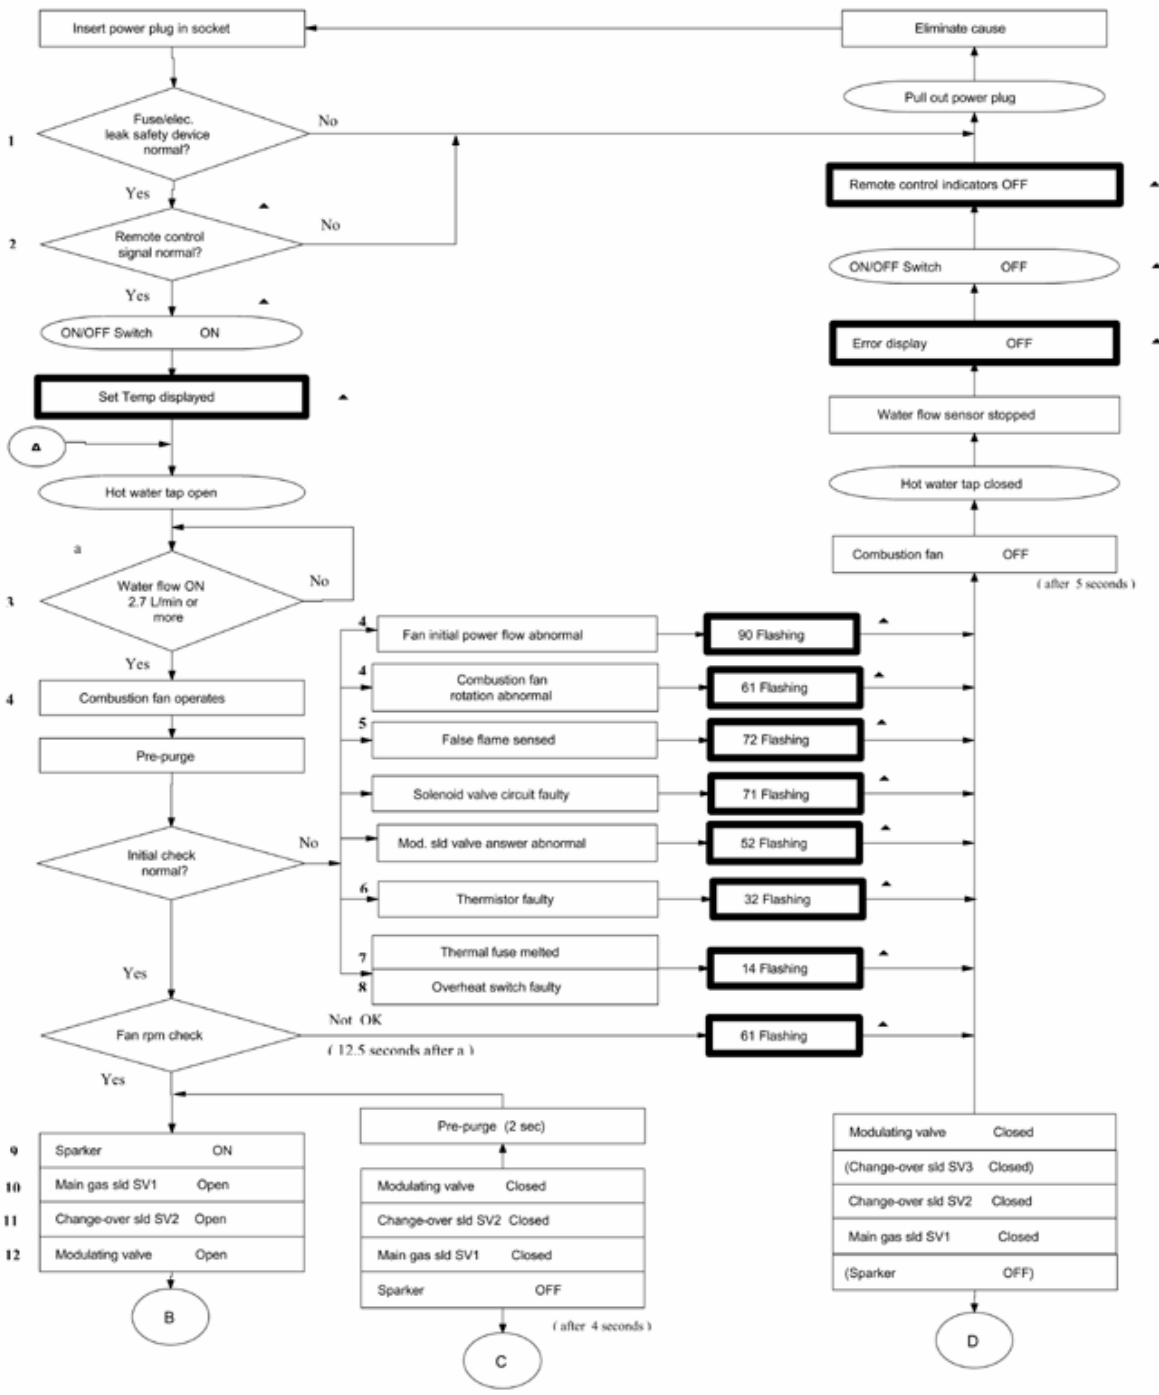 Insert power plug in socket
Eliminate cause
Pull out power plug
Fuse/elec.
leak safety device
normal?
No
1
Yes
Remote control indicators OFF
Remote control
signal normal?
No
2
Yes
ON/OFF Switch OFF
ON/OFF Switch ON
Error display OFF
Set Temp displayed
Water flow sensor stopped
A
Hot water tap open
Hot water tap closed
a
Combustion fan OFF
( after 5 seconds )
Water flow ON
2.7 L/min or
more
No
3
Yes
4
Fan initial power flow abnormal
90 Flashing
4
Combustion fan operates
4
Combustion fan
rotation abnormal
61 Flashing
5
False flame sensed
72 Flashing
Pre-purge
Solenoid valve circuit faulty
71 Flashing
Initial check
normal?
No
Mod. sld valve answer abnormal
52 Flashing
6
Thermistor faulty
32 Flashing
7
Thermal fuse melted
8
Overheat switch faulty
14 Flashing
Yes
Fan rpm check
Not OK
( 12.5 seconds after a )
61 Flashing
Yes
Pre-purge (2 sec)
9
Sparker ON
10
Main gas sld SV1 Open
11
Change-over sld SV2 Open
12
Modulating valve Open
B
Modulating valve Closed
Change-over sld SV2 Closed
Main gas sld SV1 Closed
Sparker OFF
( after 4 seconds )
C
Modulating valve Closed
(Change-over sld SV3 Closed)
Change-over sld SV2 Closed
Main gas sld SV1 Closed
(Sparker OFF)
D